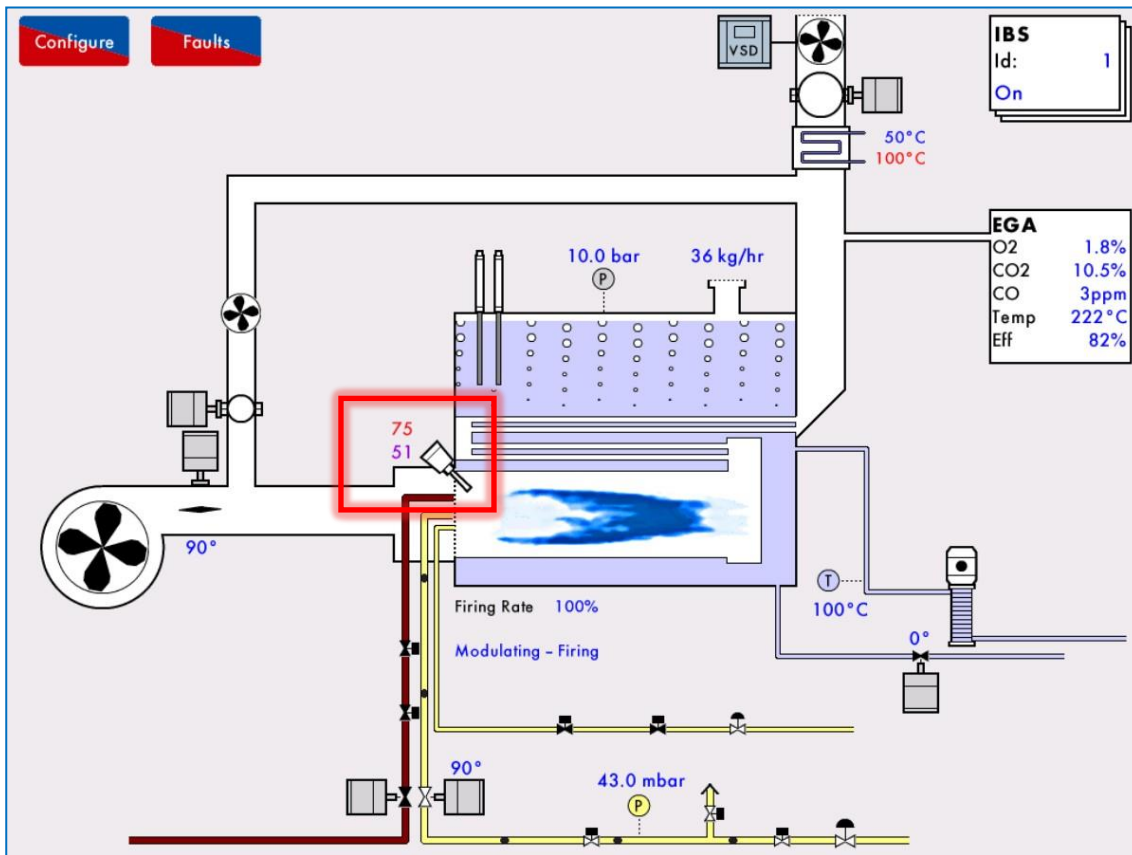 Configure
Faults
VSD
IBS
Id: 1
On
50°C
100°C
EGA
O2 1.8%
CO2 10.5%
CO 3ppm
Temp 222°C
Eff 82%
10.0 bar
36 kg/hr
P
75
51
90°
T
100°C
Firing Rate 100%
0°
Modulating – Firing
90°
43.0 mbar
P